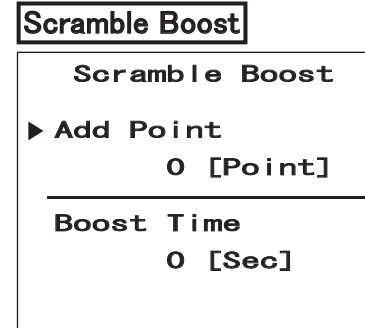 Scramble Boost
Scramble Boost
▶ Add Point
0 [Point]
Boost Time
0 [Sec]